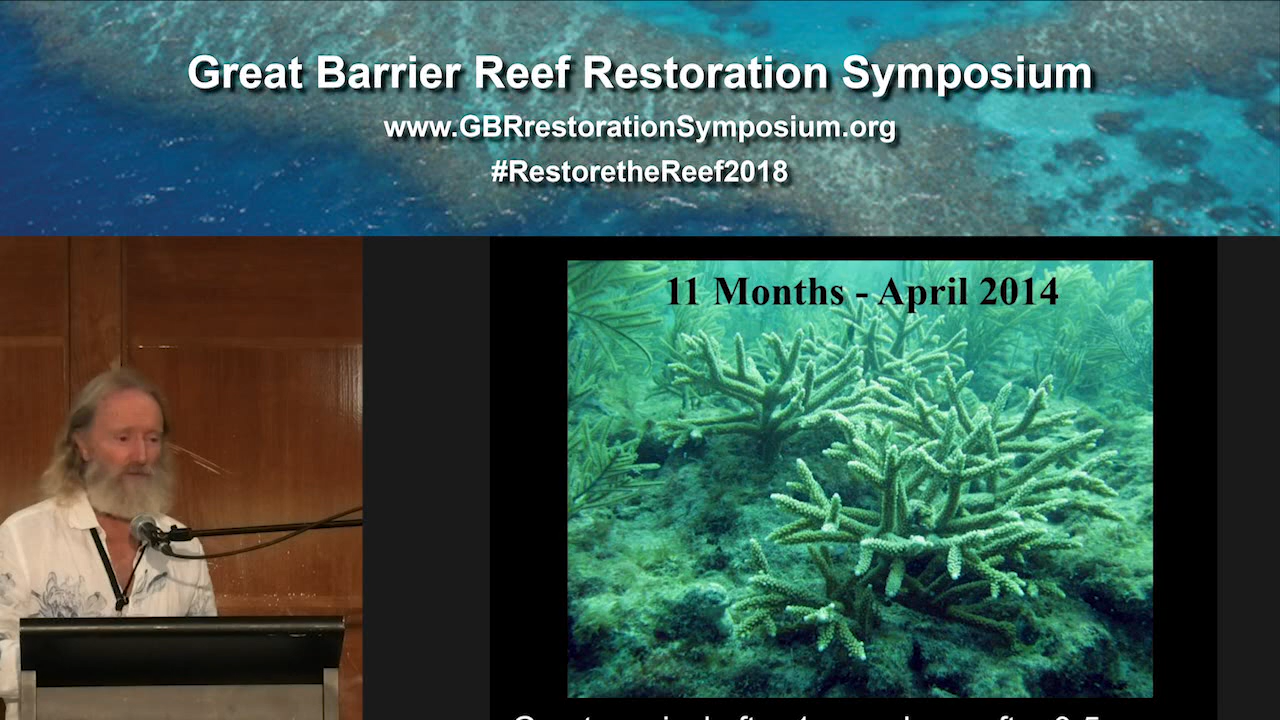 Great Barrier Reef Restoration Symposium
www.GBRrestorationSymposium.org
#RestoretheReef2018
11 Months - April 2014